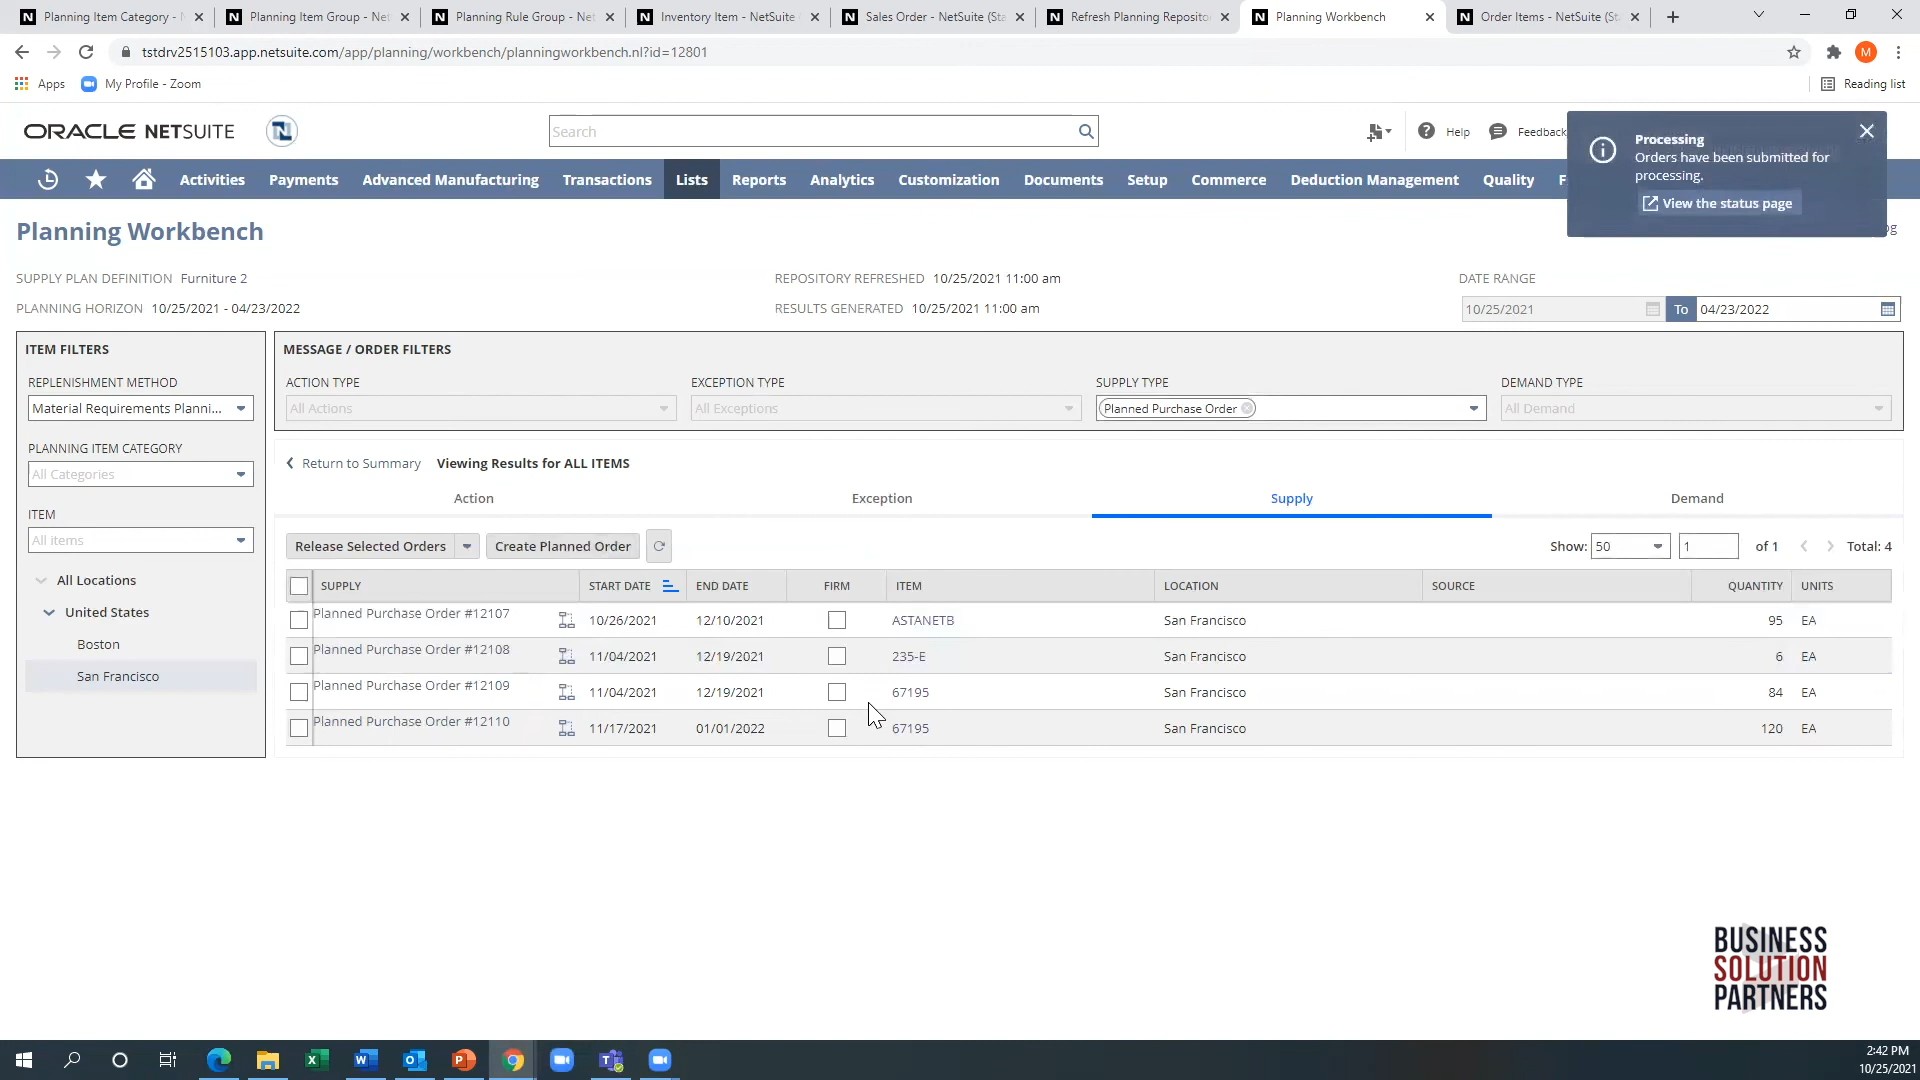 Planning Item Category -
Planning Item Group - Net
Planning Rule Group - Net
Inventory Item - NetSuite
Sales Order - NetSuite (Sta
Refresh Planning Reposito
Planning Workbench
Order Items - NetSuite (St
tstdrv2515103.app.netsuite.com/app/planning/workbench/planningworkbench.nl?id=12801
M
Apps
My Profile - Zoom
Reading list
ORACLE NETSUITE
N
Search
Help
Feedback
Processing
Orders have been submitted for
processing.
View the status page
Activities
Payments
Advanced Manufacturing
Transactions
Lists
Reports
Analytics
Customization
Documents
Setup
Commerce
Deduction Management
Quality
F
Planning Workbench
og
SUPPLY PLAN DEFINITION Furniture 2
REPOSITORY REFRESHED 10/25/2021 11:00 am
DATE RANGE
PLANNING HORIZON 10/25/2021 - 04/23/2022
RESULTS GENERATED 10/25/2021 11:00 am
10/25/2021 To 04/23/2022
ITEM FILTERS
REPLENISHMENT METHOD
Material Requirements Planni...
PLANNING ITEM CATEGORY
All Categories
ITEM
All items
All Locations
United States
Boston
San Francisco
MESSAGE / ORDER FILTERS
ACTION TYPE
EXCEPTION TYPE
SUPPLY TYPE
DEMAND TYPE
All Actions
All Exceptions
Planned Purchase Order
All Demand
Return to Summary
Viewing Results for ALL ITEMS
Action
Exception
Supply
Demand
Release Selected Orders
Create Planned Order
Show: 50
1
of 1
Total: 4
SUPPLY START DATE END DATE FIRM ITEM LOCATION SOURCE QUANTITY UNITS
Planned Purchase Order #12107 10/26/2021 12/10/2021 ASTANETB San Francisco 95 EA
Planned Purchase Order #12108 11/04/2021 12/19/2021 235-E San Francisco 6 EA
Planned Purchase Order #12109 11/04/2021 12/19/2021 67195 San Francisco 84 EA
Planned Purchase Order #12110 11/17/2021 01/01/2022 67195 San Francisco 120 EA
BUSINESS
SOLUTION
PARTNERS
2:42 PM
10/25/2021